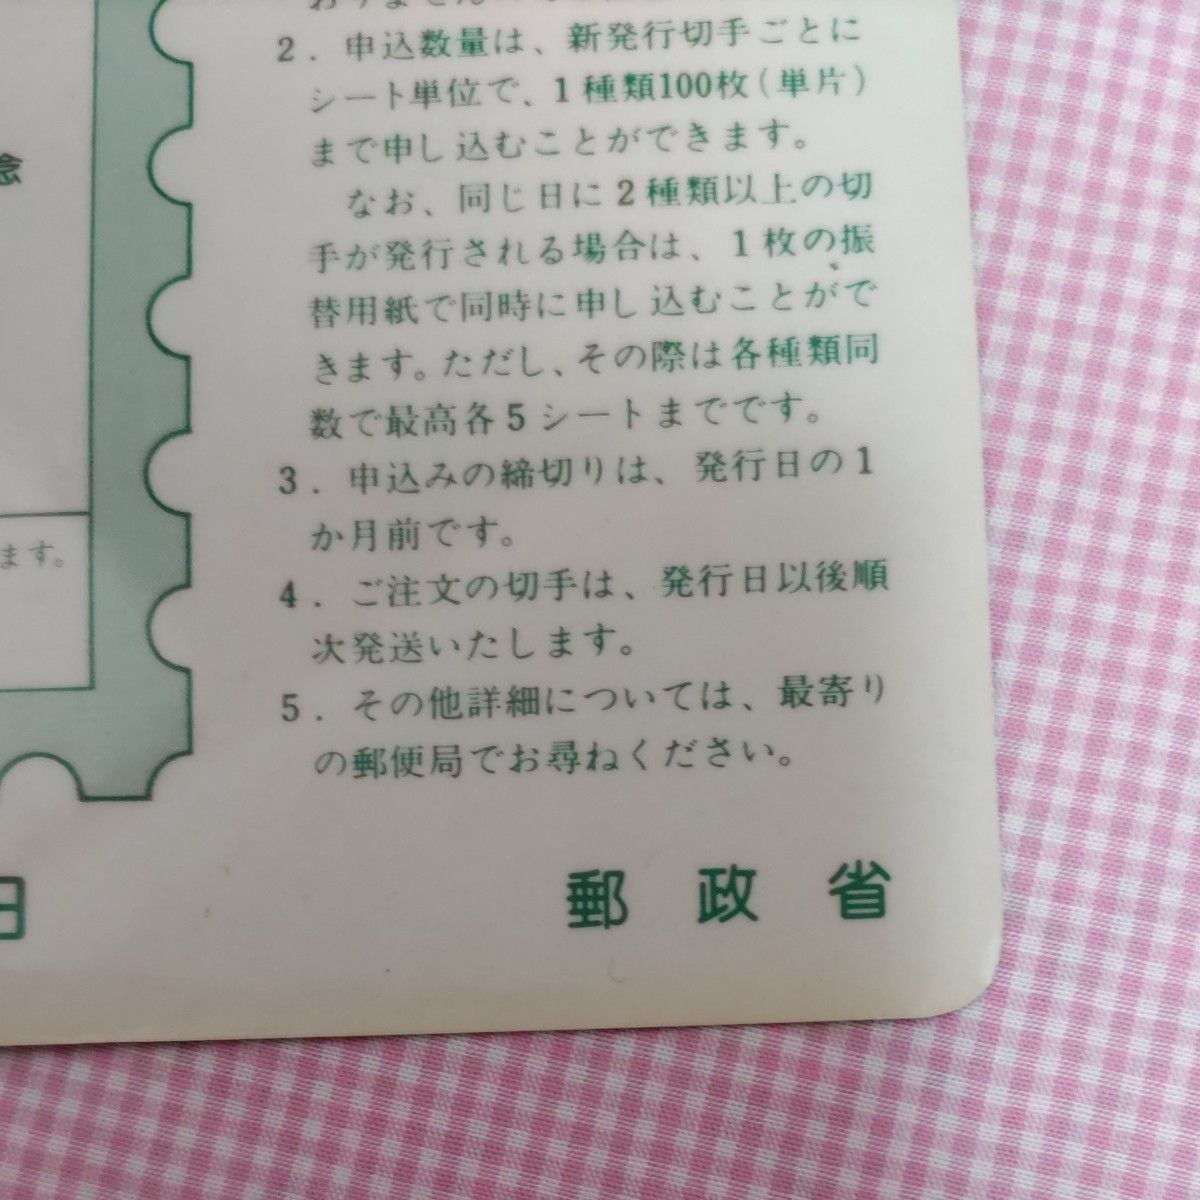 2．申込数量は、新発行切手ごとに
シート単位で、1種類100枚（単片）
まで申し込むことができます。
なお、同じ日に2種類以上の切
手が発行される場合は、1枚の振
替用紙で同時に申し込むことがで
きます。ただし、その際は各種類同
数で最高各5シートまでです。
3．申込みの締切りは、発行日の1
か月前です。
4．ご注文の切手は、発行日以後順
次発送いたします。
5．その他詳細については、最寄り
の郵便局でお尋ねください。
郵政省
念
ます。